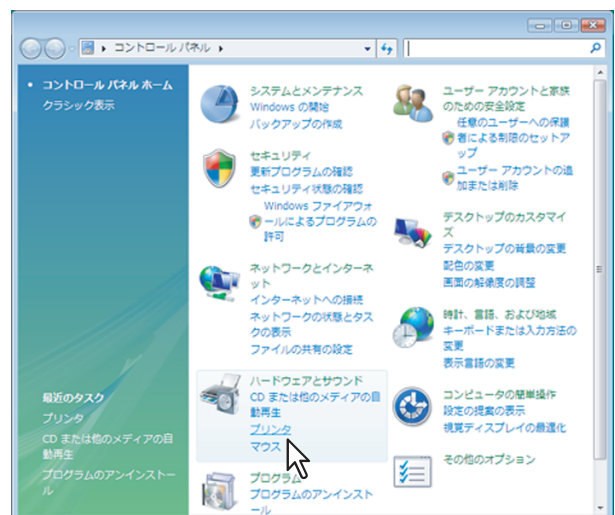 コントロール パネル
コントロール パネル ホーム
クラシック表示
最近のタスク
プリンタ
CD または他のメディアの自
動再生
プログラムのアンインストー
ル
システムとメンテナンス
Windows の開始
バックアップの作成
セキュリティ
更新プログラムの確認
セキュリティ状態の確認
Windows ファイアウォ
ールによるプログラムの
許可
ネットワークとインターネ
ット
インターネットへの接続
ネットワークの状態とタス
クの表示
ファイルの共有の設定
ハードウェアとサウンド
CD または他のメディアの自
動再生
プリンタ
マウス
プログラム
プログラムのアンインスト
ール
ユーザー アカウントと家族
のための安全設定
任意のユーザーへの保護
者による制限のセットア
ップ
ユーザー アカウントの追
加または削除
デスクトップのカスタマイ
ズ
デスクトップの背景の変更
配色の変更
画面の解像度の調整
時計、言語、および地域
キーボードまたは入力方法の
変更
表示言語の変更
コンピュータの簡単操作
設定の提案の表示
視覚ディスプレイの最適化
その他のオプション